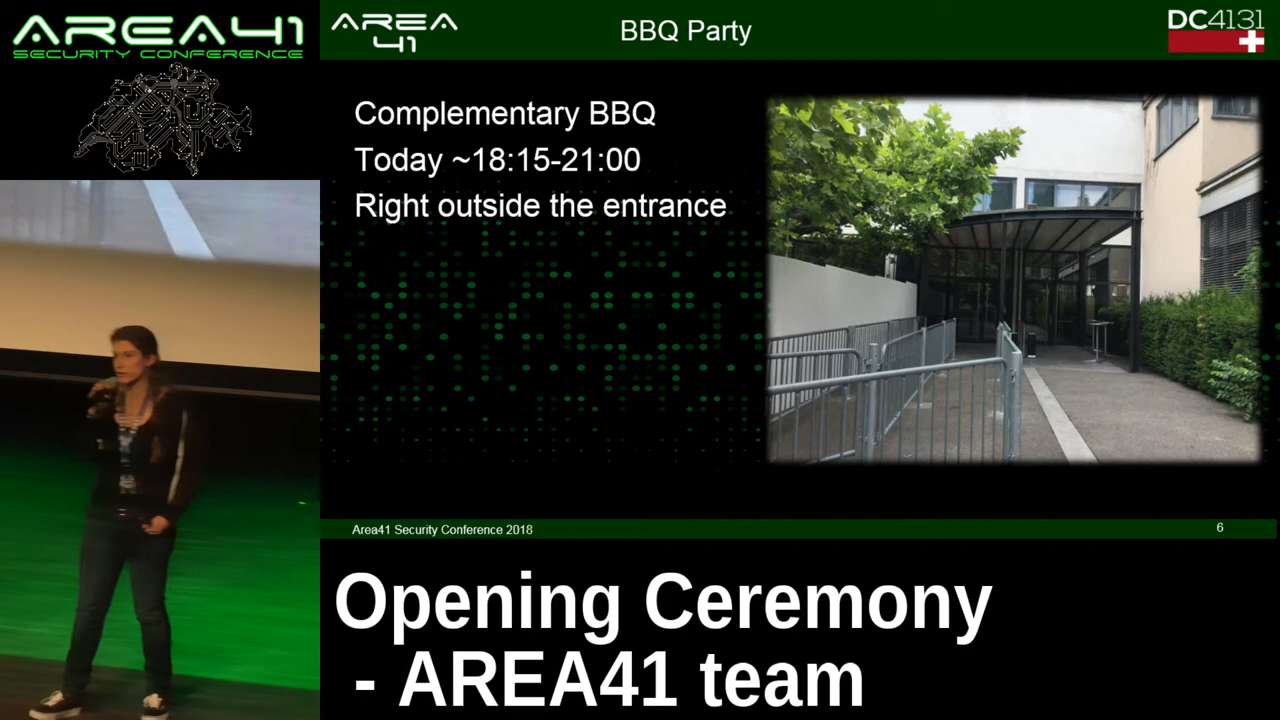 AREA41
SECURITY CONFERENCE
AREA
41
BBQ Party
DC4131
Complementary BBQ
Today ~18:15-21:00
Right outside the entrance
Area41 Security Conference 2018
6
Opening Ceremony
- AREA41 team